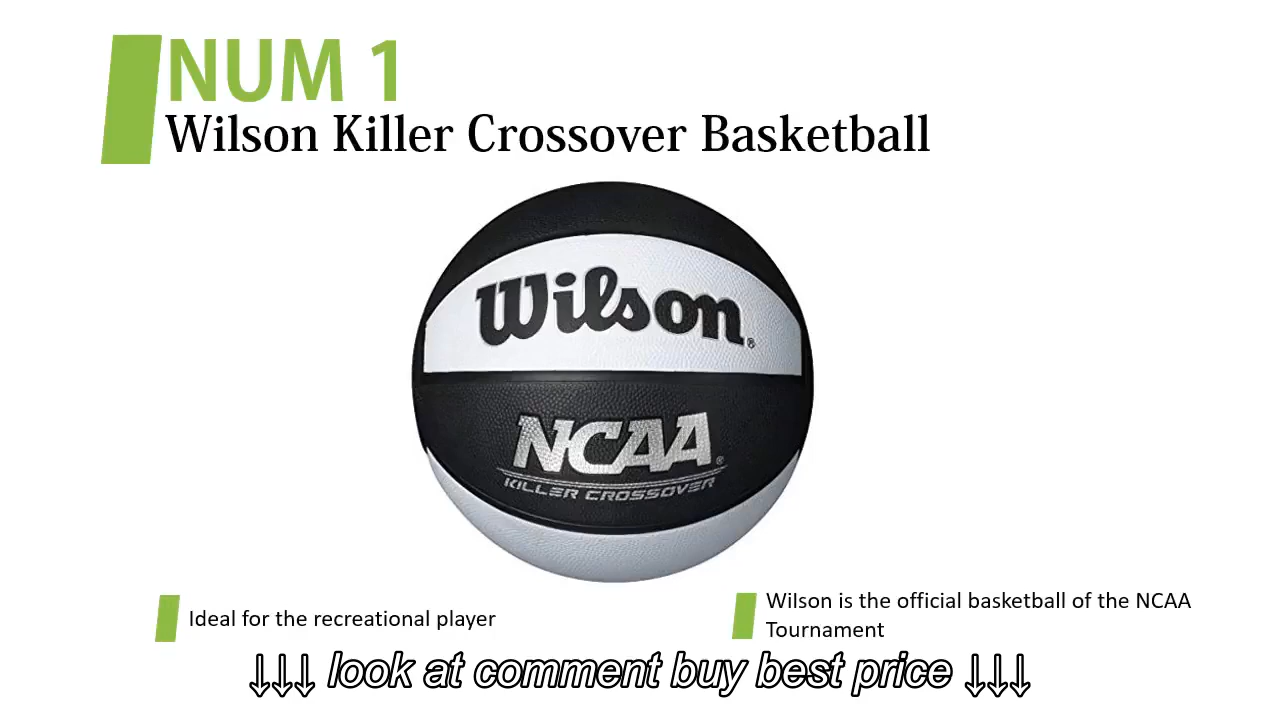 NUM 1
Wilson Killer Crossover Basketball
Wilson®
NCAA®
KILLER CROSSOVER
Ideal for the recreational player
Wilson is the official basketball of the NCAA
Tournament
↓↓↓ look at comment buy best price ↓↓↓